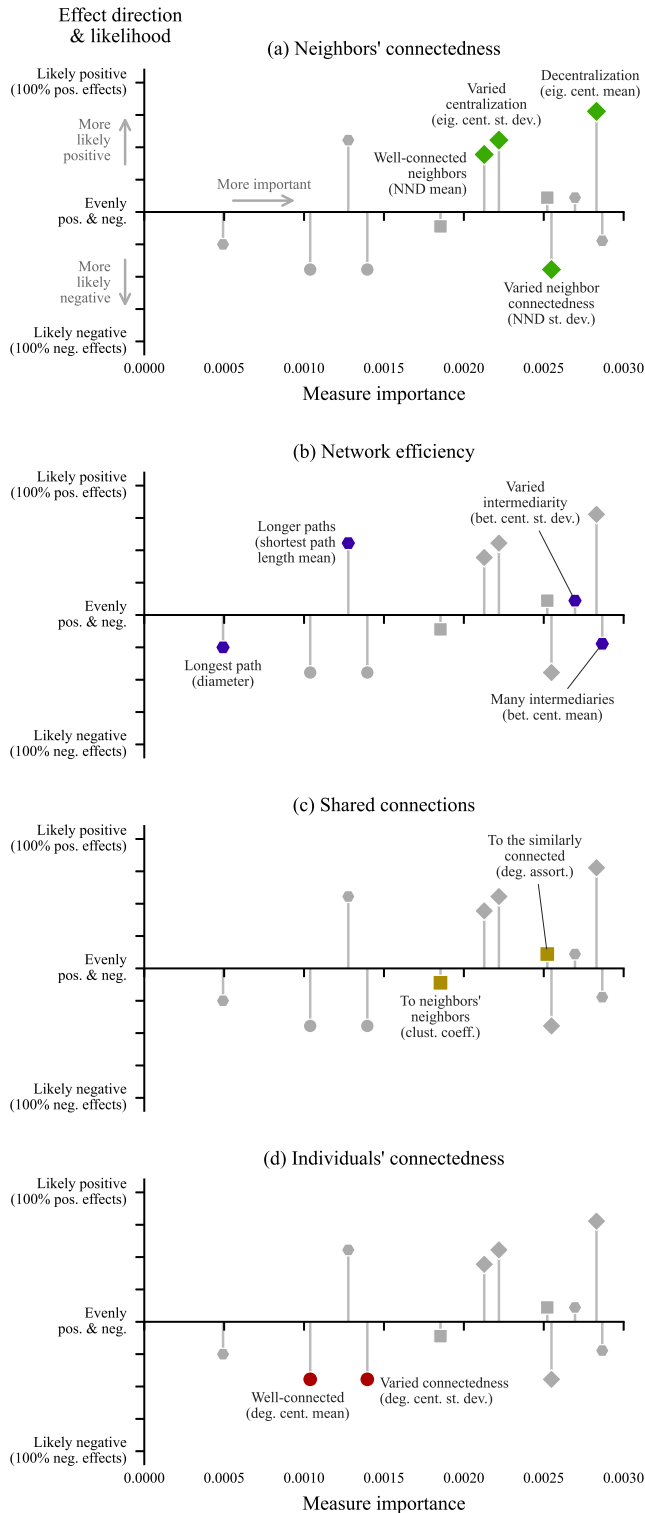 Effect direction
& likelihood
(a) Neighbors' connectedness
Likely positive
(100% pos. effects)
More
likely
positive
More important
Evenly
pos. & neg.
More
likely
negative
Likely negative
(100% neg. effects)
Decentralization
(eig. cent. mean)
Varied
centralization
(eig. cent. st. dev.)
Well-connected
neighbors
(NND mean)
Varied neighbor
connectedness
(NND st. dev.)
0.0000 0.0005 0.0010 0.0015 0.0020 0.0025 0.0030
Measure importance
(b) Network efficiency
Likely positive
(100% pos. effects)
Evenly
pos. & neg.
Likely negative
(100% neg. effects)
Varied
intermediarity
(bet. cent. st. dev.)
Longer paths
(shortest path
length mean)
Longest path
(diameter)
Many intermediaries
(bet. cent. mean)
(c) Shared connections
Likely positive
(100% pos. effects)
Evenly
pos. & neg.
Likely negative
(100% neg. effects)
To the similarly
connected
(deg. assort.)
To neighbors'
neighbors
(clust. coeff.)
(d) Individuals' connectedness
Likely positive
(100% pos. effects)
Evenly
pos. & neg.
Likely negative
(100% neg. effects)
Well-connected
(deg. cent. mean)
Varied connectedness
(deg. cent. st. dev.)
0.0000 0.0005 0.0010 0.0015 0.0020 0.0025 0.0030
Measure importance